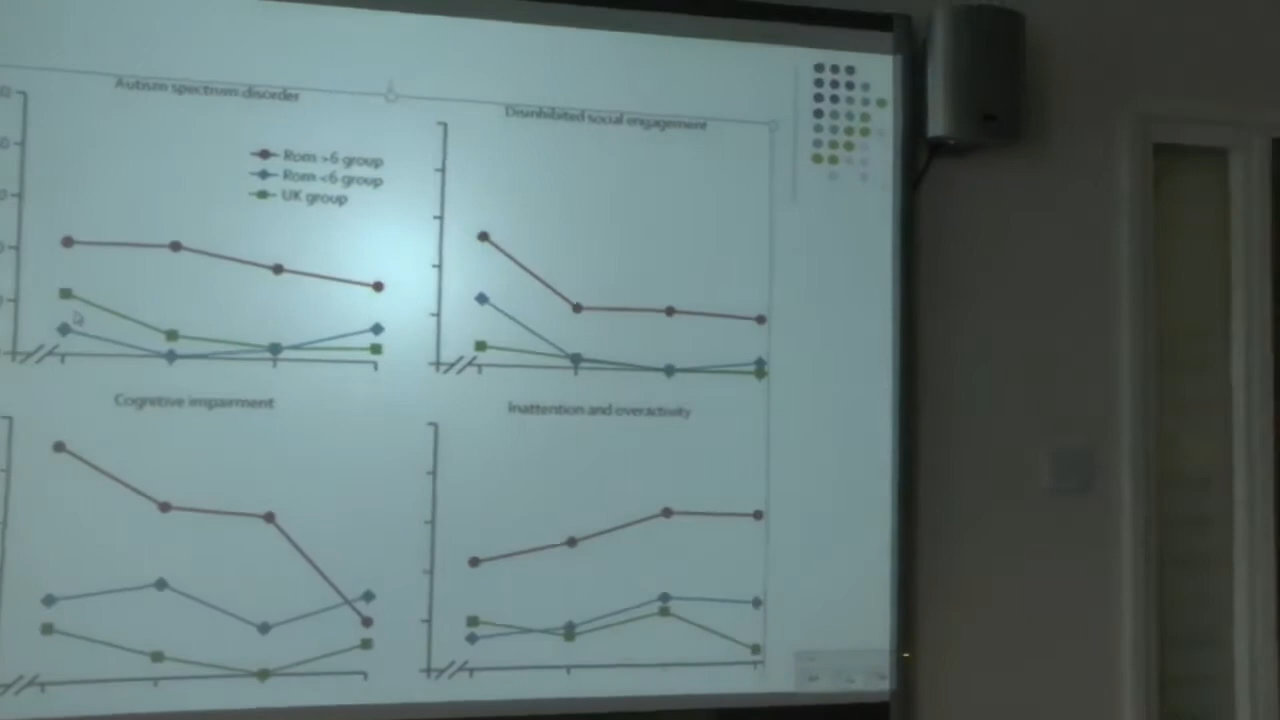 Autism spectrum disorder
Disinhibited social engagement
Rom >6 group
Rom <6 group
UK group
Cognitive impairment
Inattention and overactivity